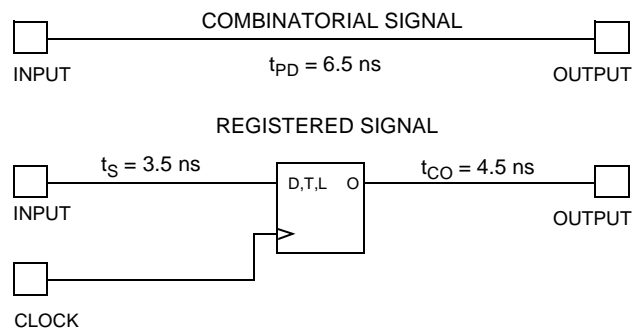 COMBINATORIAL SIGNAL
INPUT
tPD = 6.5 ns
OUTPUT
REGISTERED SIGNAL
tS = 3.5 ns
D,T,L O
tCO = 4.5 ns
INPUT
OUTPUT
CLOCK